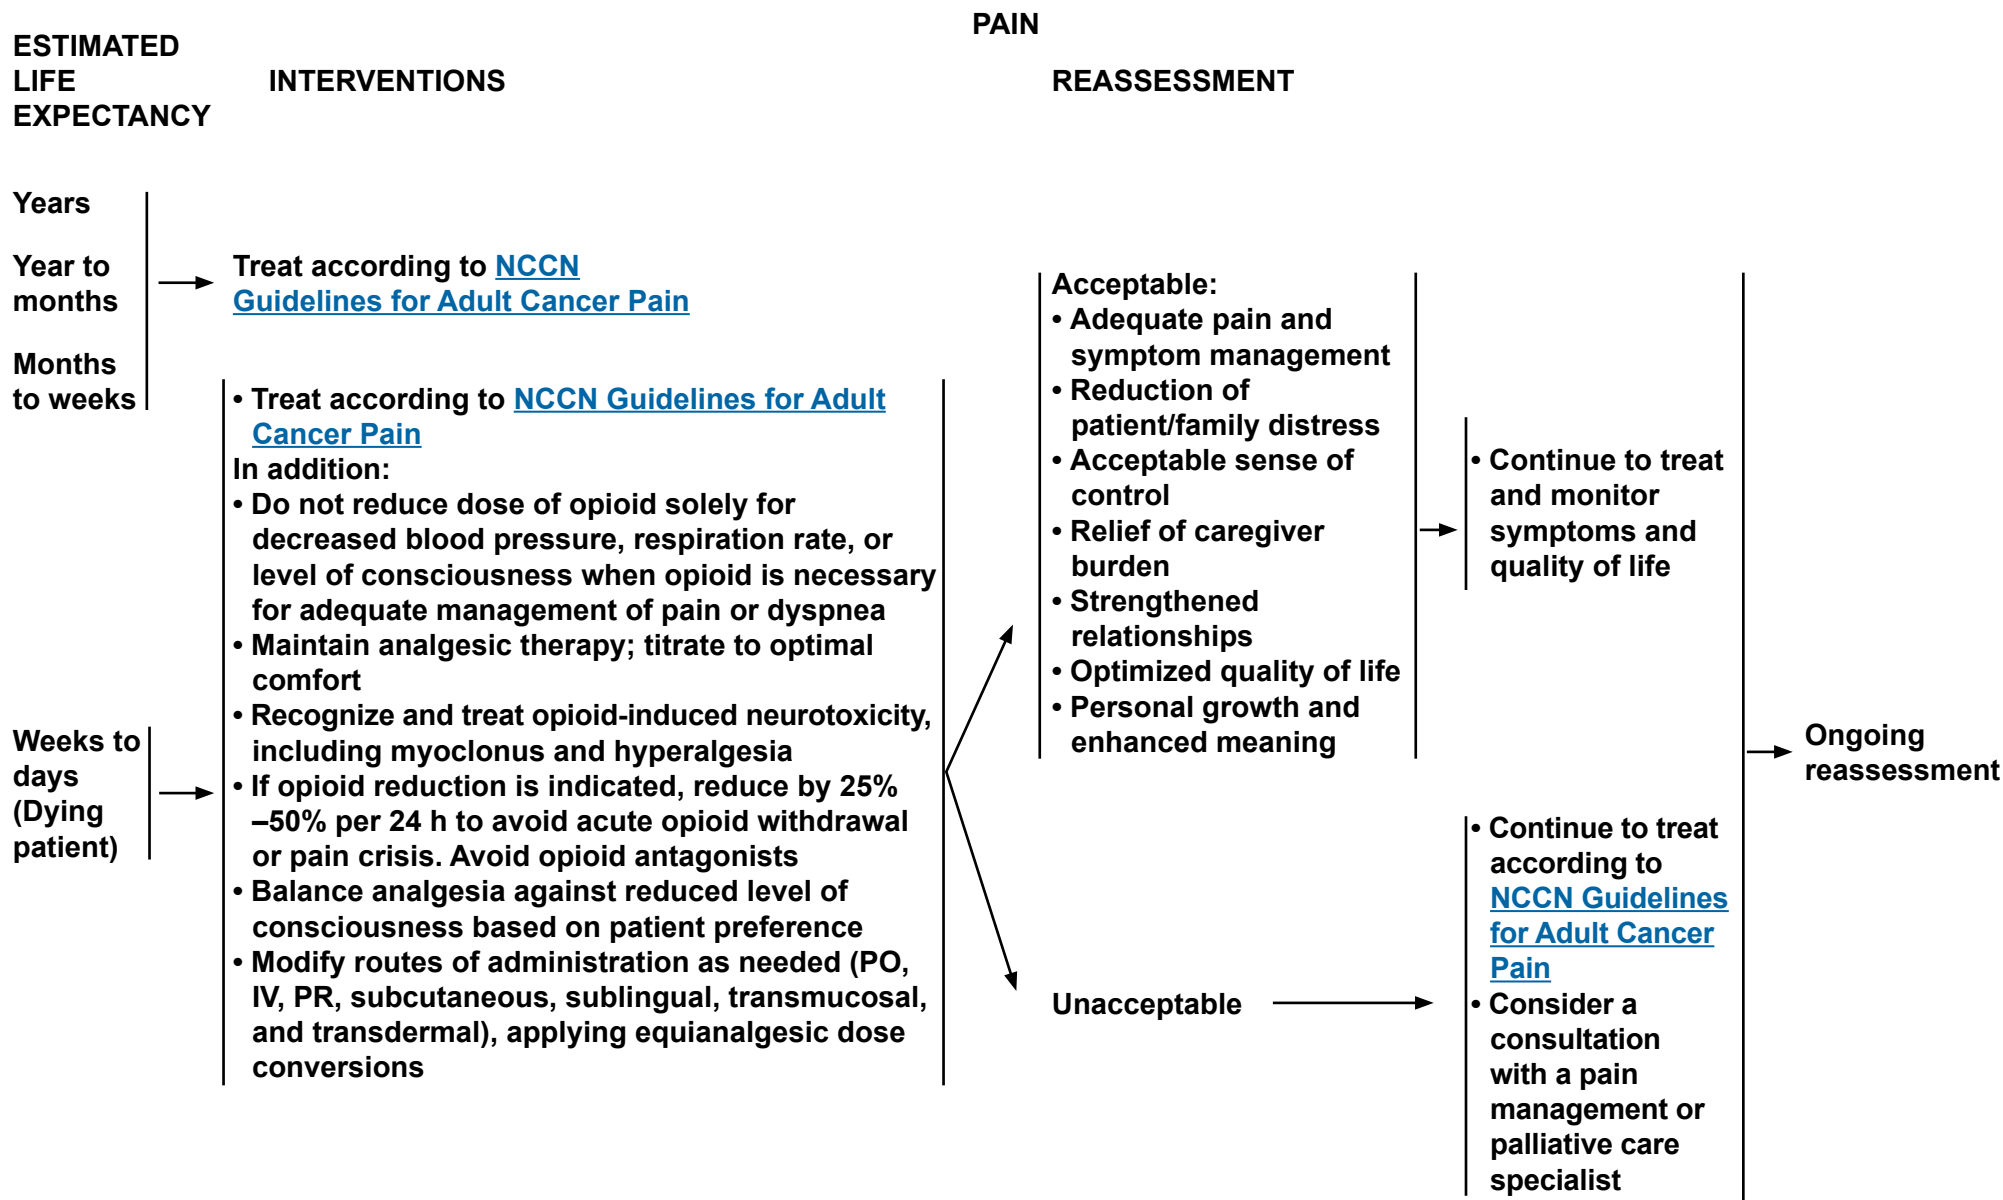 PAIN
ESTIMATED
LIFE
EXPECTANCY
INTERVENTIONS
REASSESSMENT
Years
Year to
months
Months
to weeks
Treat according to NCCN
Guidelines for Adult Cancer Pain
Weeks to
days
(Dying
patient)
• Treat according to NCCN Guidelines for Adult
Cancer Pain
In addition:
• Do not reduce dose of opioid solely for
decreased blood pressure, respiration rate, or
level of consciousness when opioid is necessary
for adequate management of pain or dyspnea
• Maintain analgesic therapy; titrate to optimal
comfort
• Recognize and treat opioid-induced neurotoxicity,
including myoclonus and hyperalgesia
• If opioid reduction is indicated, reduce by 25%
–50% per 24 h to avoid acute opioid withdrawal
or pain crisis. Avoid opioid antagonists
• Balance analgesia against reduced level of
consciousness based on patient preference
• Modify routes of administration as needed (PO,
IV, PR, subcutaneous, sublingual, transmucosal,
and transdermal), applying equianalgesic dose
conversions
Acceptable:
• Adequate pain and
symptom management
• Reduction of
patient/family distress
• Acceptable sense of
control
• Relief of caregiver
burden
• Strengthened
relationships
• Optimized quality of life
• Personal growth and
enhanced meaning
• Continue to treat
and monitor
symptoms and
quality of life
Unacceptable
• Continue to treat
according to
NCCN Guidelines
for Adult Cancer
Pain
• Consider a
consultation
with a pain
management or
palliative care
specialist
Ongoing
reassessment